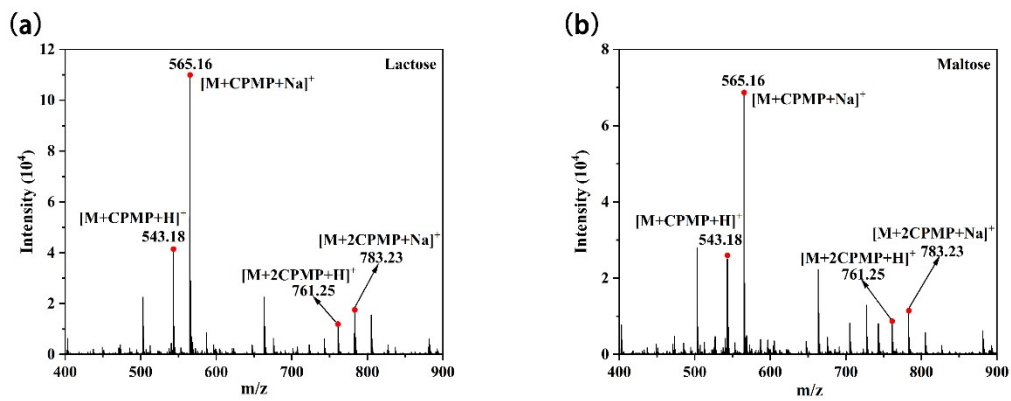 (a)
12
10
8
6
4
2
0
400
500
600
700
800
900
Intensity (10⁴)
m/z
Lactose
565.16
[M+CPMP+Na]⁺
[M+CPMP+H]⁺
543.18
[M+2CPMP+H]⁺
761.25
[M+2CPMP+Na]⁺
783.23
(b)
8
6
4
2
0
400
500
600
700
800
900
Intensity (10⁴)
m/z
Maltose
565.16
[M+CPMP+Na]⁺
[M+CPMP+H]⁺
543.18
[M+2CPMP+H]⁺
761.25
[M+2CPMP+Na]⁺
783.23